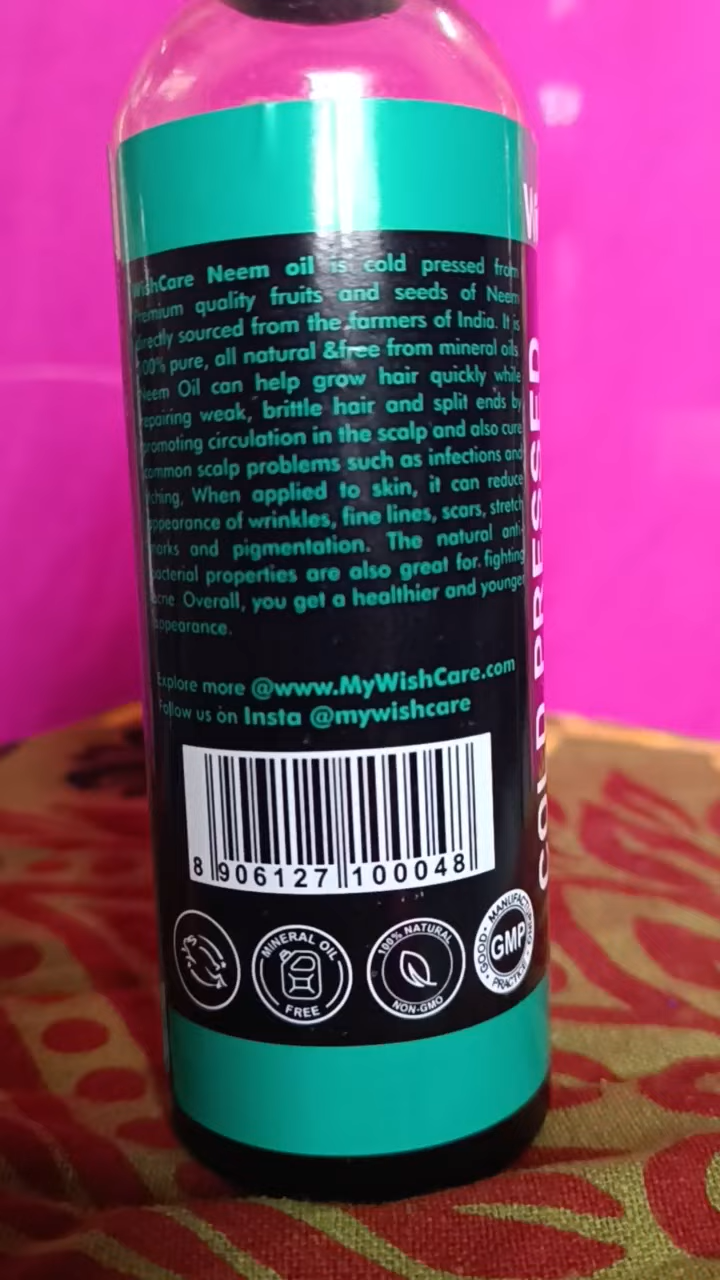 WishCare Neem oil is cold pressed from
Premium quality fruits and seeds of Neem
directly sourced from the farmers of India. It is
100% pure, all natural &free from mineral oils
Neem Oil can help grow hair quickly while
repairing weak, brittle hair and split ends by
promoting circulation in the scalp and also cure
common scalp problems such as infections and
itching, When applied to skin, it can reduce
appearance of wrinkles, fine lines, scars, stretch
marks and pigmentation. The natural anti-
bacterial properties are also great for fighting
acne. Overall, you get a healthier and younger
appearance.
Explore more @www.MyWishCare.com
Follow us on Insta @mywishcare
8 906127 100048
MINERAL OIL
FREE
100% NATURAL
NON-GMO
GOOD MANUFACTURING
PRACTICE
GMP
COLD PRESSED